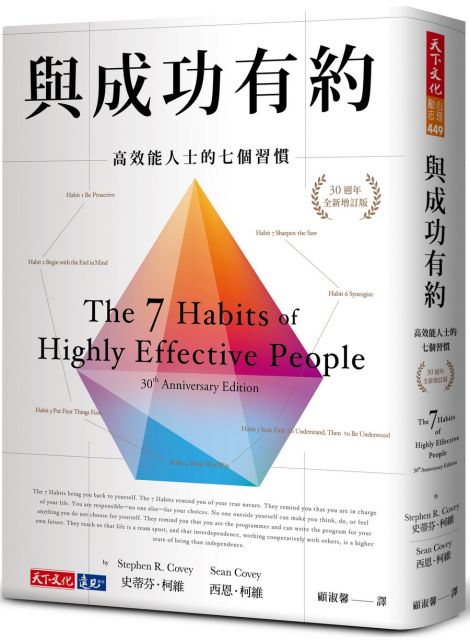 與成功有約
高效能人士的七個習慣
30週年
全新增訂版
Habit 1 Be Proactive
Habit 7 Sharpen the Saw
Habit 2 Begin with the End in Mind
Habit 6 Synergize
The 7 Habits of
Highly Effective People
30th Anniversary Edition
Habit 3 Put First Things First
Habit 5 Seek First to Understand, Then to Be Understood
Habit 4 Think Win-Win
The 7 Habits bring you back to yourself. The 7 Habits remind you of your true nature. They remind you that you are in charge
of your life. You are responsible—no one else—for your choices. No one outside yourself can make you think, do, or feel
anything you do not choose for yourself. They remind you that you are the programmer and can write the program for your
own future. They teach us that life is a team sport, and that interdependence, working cooperatively with others, is a higher
state of being than independence.
by Stephen R. Covey Sean Covey
史蒂芬·柯維 西恩·柯維 顧淑馨——譯
天下文化 遠見
天下文化
心理勵志
449
與成功有約
高效能人士的
七個習慣
30週年
全新增訂版
The 7 Habits
of
Highly Effective
People
30th Anniversary Edition
by
Stephen R. Covey
史蒂芬·柯維
Sean Covey
西恩·柯維
顧淑馨——譯